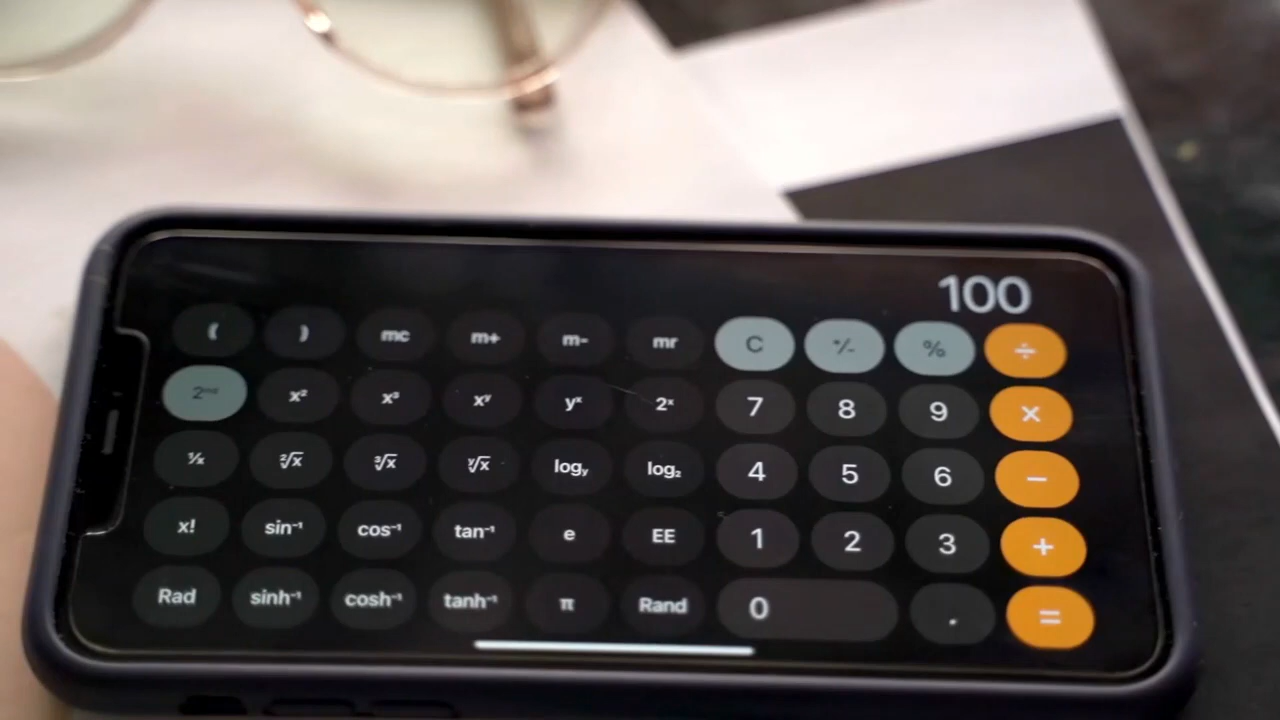 100
( ) mc m+ m- mr C ⁺/₋ % ÷
2ⁿᵈ x² x³ xʸ yˣ 2ˣ 7 8 9 ×
¹⁄ₓ ²√x ³√x ʸ√x logᵧ log₂ 4 5 6 −
x! sin⁻¹ cos⁻¹ tan⁻¹ e EE 1 2 3 +
Rad sinh⁻¹ cosh⁻¹ tanh⁻¹ π Rand 0 . =